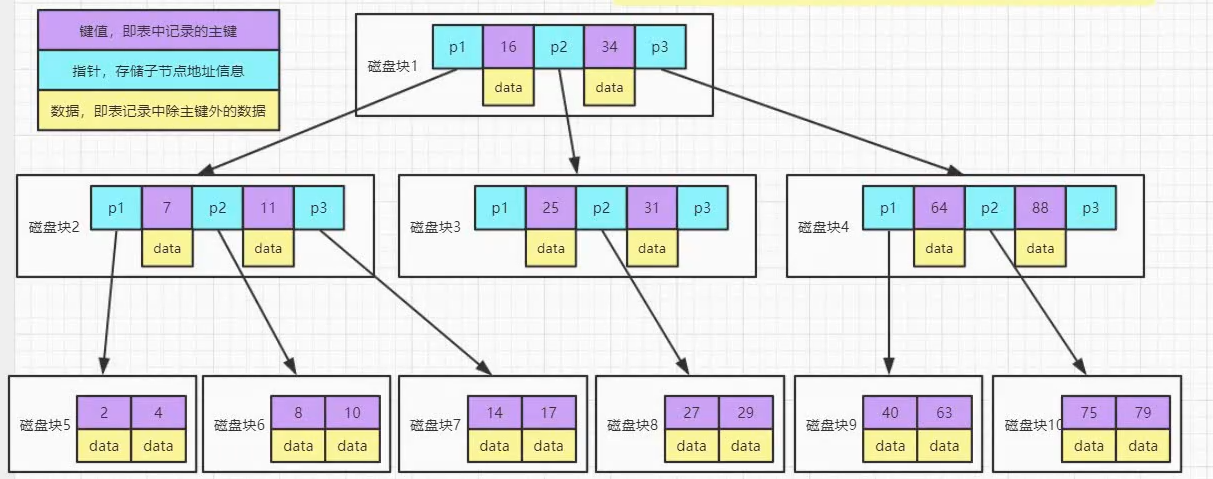 键值，即表中记录的主键
指针，存储子节点地址信息
数据，即表记录中除主键外的数据
磁盘块1
p1 16 p2 34 p3
data data
磁盘块2
p1 7 p2 11 p3
data data
磁盘块3
p1 25 p2 31 p3
data data
磁盘块4
p1 64 p2 88 p3
data data
磁盘块5
2 4
data data
磁盘块6
8 10
data data
磁盘块7
14 17
data data
磁盘块8
27 29
data data
磁盘块9
40 63
data data
磁盘块10
75 79
data data